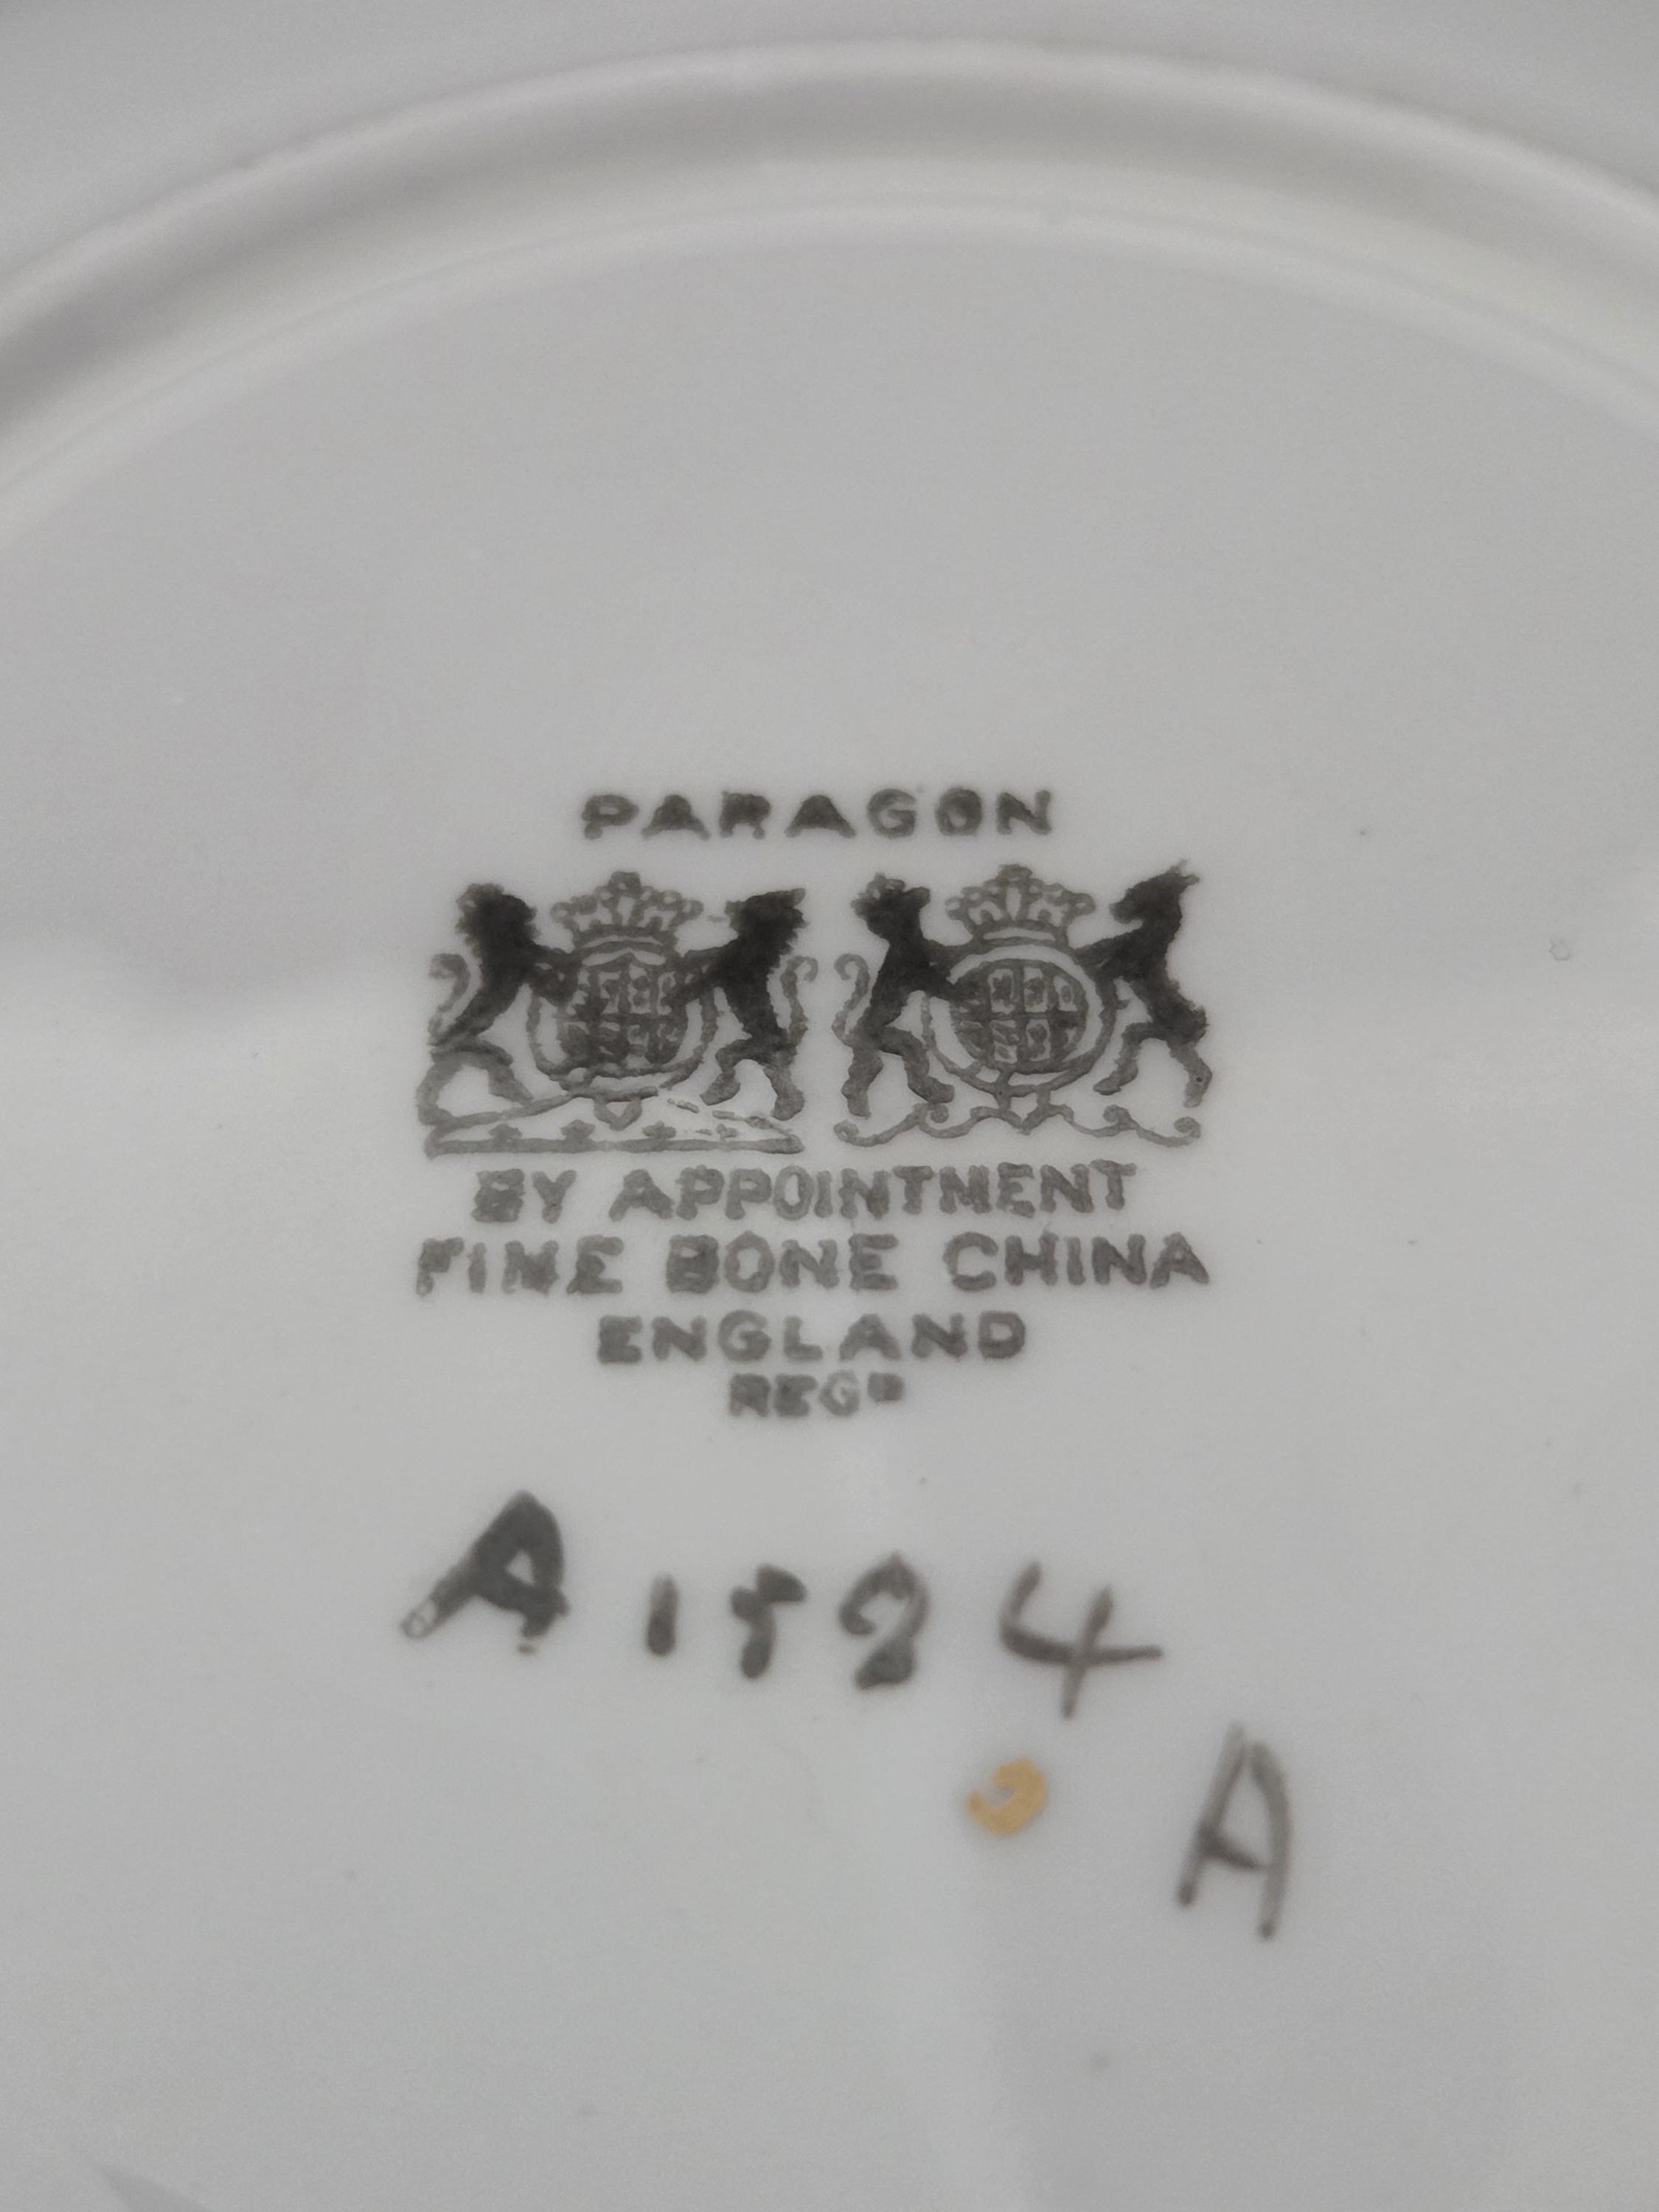 PARAGON
BY APPOINTMENT
FINE BONE CHINA
ENGLAND
REGD
A1524
A